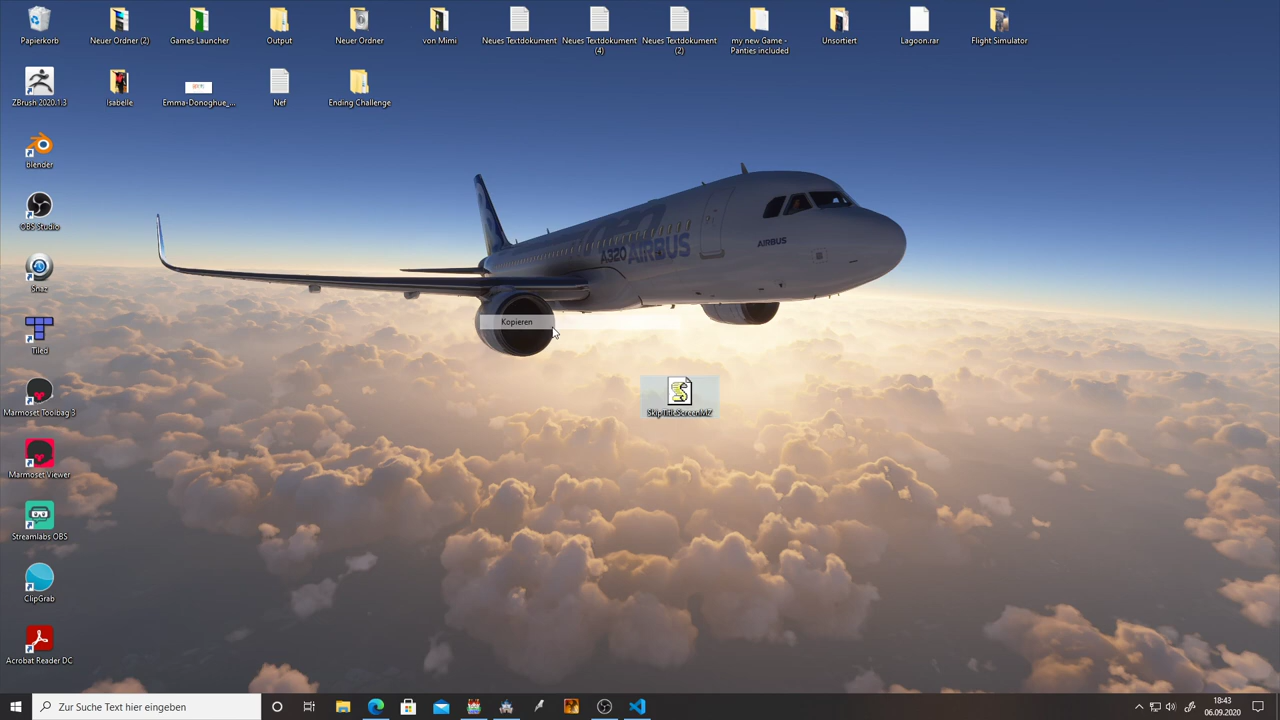 Papierkorb
Neuer Ordner (2)
Games Launcher
Output
Neuer Ordner
von Mimi
Neues Textdokument
Neues Textdokument
(4)
Neues Textdokument
(2)
my new Game -
Panties included
Unsortiert
Lagoon.rar
Flight Simulator
ZBrush 2020.1.3
Isabelle
Emma-Donoghue_...
Nef
Ending Challenge
blender
OBS Studio
Snaz
Tiled
Marmoset Toolbag 3
Marmoset Viewer
Streamlabs OBS
ClipGrab
Acrobat Reader DC
A320 AIRBUS
AIRBUS
Kopieren
SkipTitleScreenMZ
Zur Suche Text hier eingeben
18:43
06.09.2020